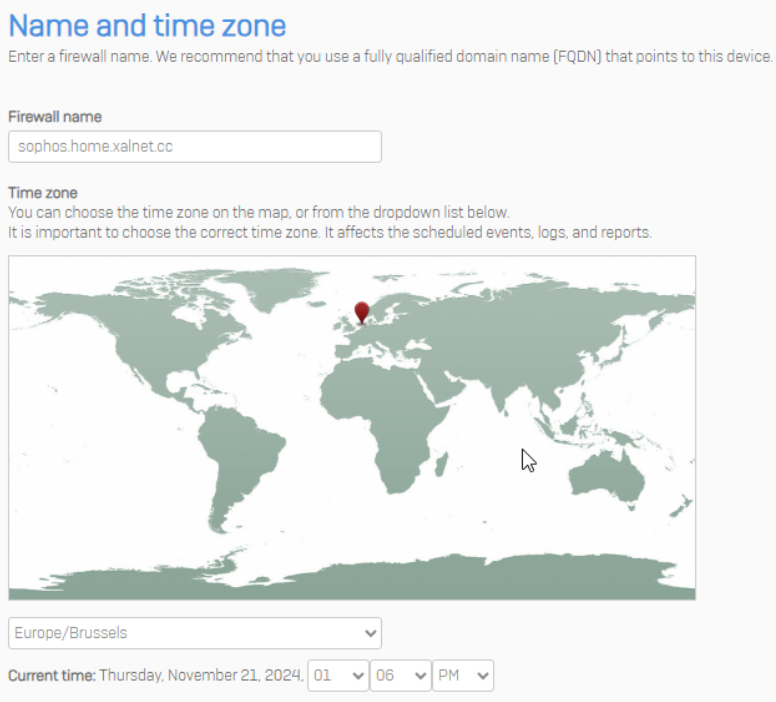 Name and time zone
Enter a firewall name. We recommend that you use a fully qualified domain name (FQDN) that points to this device.
Firewall name
sophos.home.xalnet.cc
Time zone
You can choose the time zone on the map, or from the dropdown list below.
It is important to choose the correct time zone. It affects the scheduled events, logs, and reports.
Europe/Brussels
Current time: Thursday, November 21, 2024, 01 06 PM